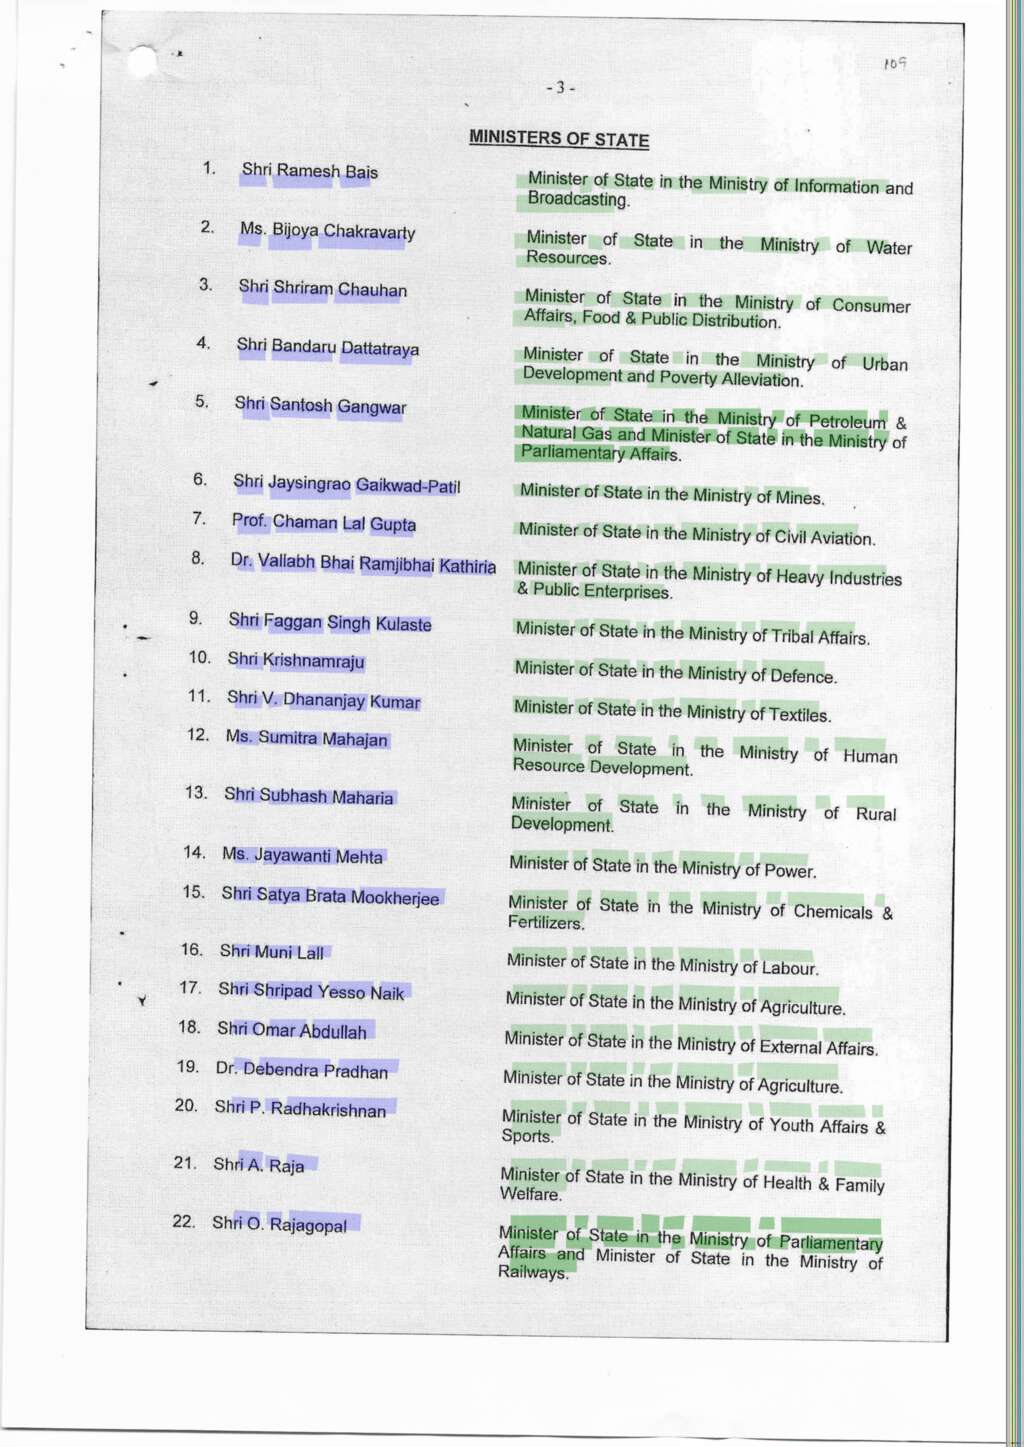 109
- 3 -
MINISTERS OF STATE
1. Shri Ramesh Bais Minister of State in the Ministry of Information and
Broadcasting.
2. Ms. Bijoya Chakravarty Minister of State in the Ministry of Water
Resources.
3. Shri Shriram Chauhan Minister of State in the Ministry of Consumer
Affairs, Food & Public Distribution.
4. Shri Bandaru Dattatraya Minister of State in the Ministry of Urban
Development and Poverty Alleviation.
5. Shri Santosh Gangwar Minister of State in the Ministry of Petroleum &
Natural Gas and Minister of State in the Ministry of
Parliamentary Affairs.
6. Shri Jaysingrao Gaikwad-Patil Minister of State in the Ministry of Mines.
7. Prof. Chaman Lal Gupta Minister of State in the Ministry of Civil Aviation.
8. Dr. Vallabh Bhai Ramjibhai Kathiria Minister of State in the Ministry of Heavy Industries
& Public Enterprises.
9. Shri Faggan Singh Kulaste Minister of State in the Ministry of Tribal Affairs.
10. Shri Krishnamraju Minister of State in the Ministry of Defence.
11. Shri V. Dhananjay Kumar Minister of State in the Ministry of Textiles.
12. Ms. Sumitra Mahajan Minister of State in the Ministry of Human
Resource Development.
13. Shri Subhash Maharia Minister of State in the Ministry of Rural
Development.
14. Ms. Jayawanti Mehta Minister of State in the Ministry of Power.
15. Shri Satya Brata Mookherjee Minister of State in the Ministry of Chemicals &
Fertilizers.
16. Shri Muni Lall Minister of State in the Ministry of Labour.
17. Shri Shripad Yesso Naik Minister of State in the Ministry of Agriculture.
18. Shri Omar Abdullah Minister of State in the Ministry of External Affairs.
19. Dr. Debendra Pradhan Minister of State in the Ministry of Agriculture.
20. Shri P. Radhakrishnan Minister of State in the Ministry of Youth Affairs &
Sports.
21. Shri A. Raja Minister of State in the Ministry of Health & Family
Welfare.
22. Shri O. Rajagopal Minister of State in the Ministry of Parliamentary
Affairs and Minister of State in the Ministry of
Railways.